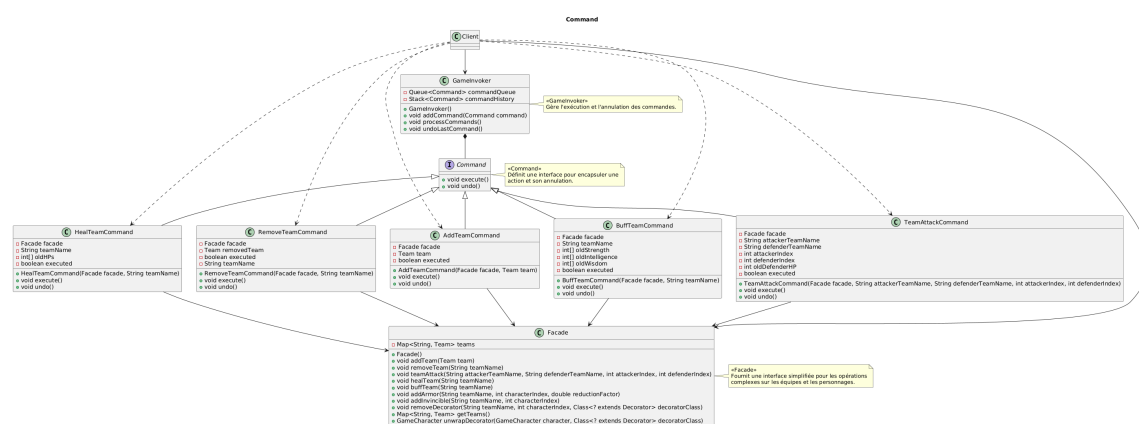 Command
C Client
C GameInvoker
Queue<Command> commandQueue
Stack<Command> commandHistory
GameInvoker()
void addCommand(Command command)
void processCommands()
void undoLastCommand()
«GameInvoker»
Gère l'exécution et l'annulation des commandes.
I Command
void execute()
void undo()
«Command»
Définit une interface pour encapsuler une
action et son annulation.
C HealTeamCommand
Facade facade
String teamName
int[] oldHPs
boolean executed
HealTeamCommand(Facade facade, String teamName)
void execute()
void undo()
C RemoveTeamCommand
Facade facade
Team removedTeam
boolean executed
String teamName
RemoveTeamCommand(Facade facade, String teamName)
void execute()
void undo()
C AddTeamCommand
Facade facade
Team team
boolean executed
AddTeamCommand(Facade facade, Team team)
void execute()
void undo()
C BuffTeamCommand
Facade facade
String teamName
int[] oldStrength
int[] oldIntelligence
int[] oldWisdom
boolean executed
BuffTeamCommand(Facade facade, String teamName)
void execute()
void undo()
C TeamAttackCommand
Facade facade
String attackerTeamName
String defenderTeamName
int attackerIndex
int defenderIndex
int oldDefenderHP
boolean executed
TeamAttackCommand(Facade facade, String attackerTeamName, String defenderTeamName, int attackerIndex, int defenderIndex)
void execute()
void undo()
C Facade
Map<String, Team> teams
Facade()
void addTeam(Team team)
void removeTeam(String teamName)
void teamAttack(String attackerTeamName, String defenderTeamName, int attackerIndex, int defenderIndex)
void healTeam(String teamName)
void buffTeam(String teamName)
void addArmor(String teamName, int characterIndex, double reductionFactor)
void addInvincible(String teamName, int characterIndex)
void removeDecorator(String teamName, int characterIndex, Class<? extends Decorator> decoratorClass)
Map<String, Team> getTeams()
GameCharacter unwrapDecorator(GameCharacter character, Class<? extends Decorator> decoratorClass)
«Facade»
Fournit une interface simplifiée pour les opérations
complexes sur les équipes et les personnages.